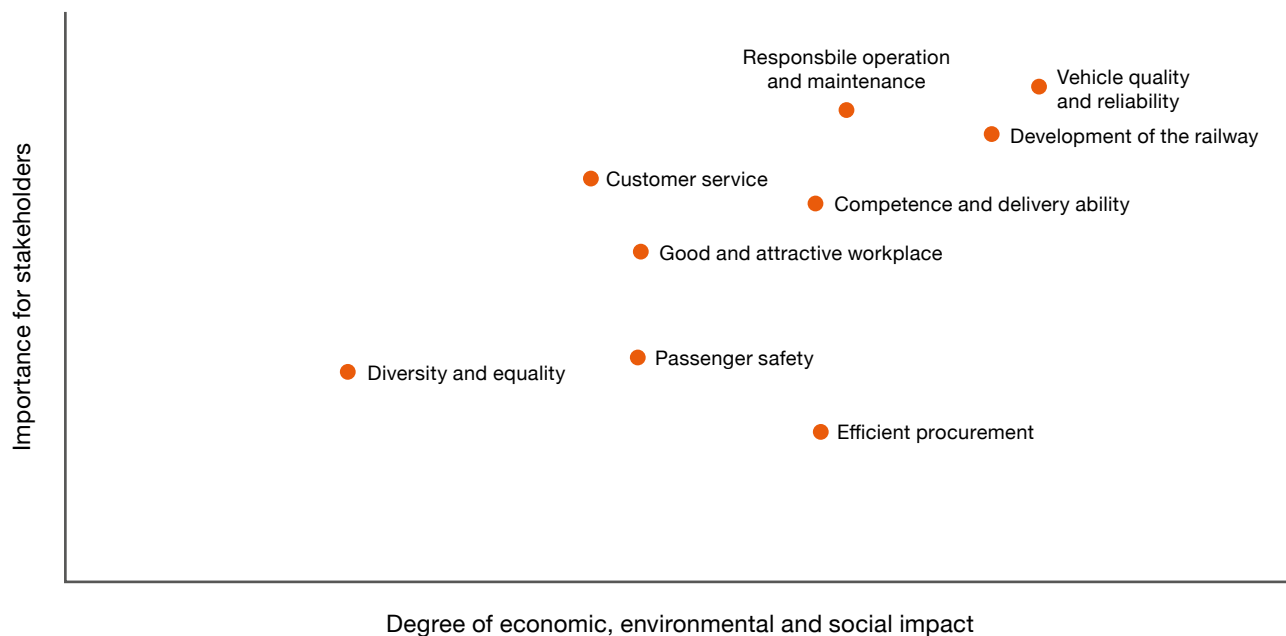 Responsbile operation
and maintenance
Vehicle quality
and reliability
Development of the railway
Customer service
Competence and delivery ability
Good and attractive workplace
Passenger safety
Diversity and equality
Efficient procurement
Importance for stakeholders
Degree of economic, environmental and social impact